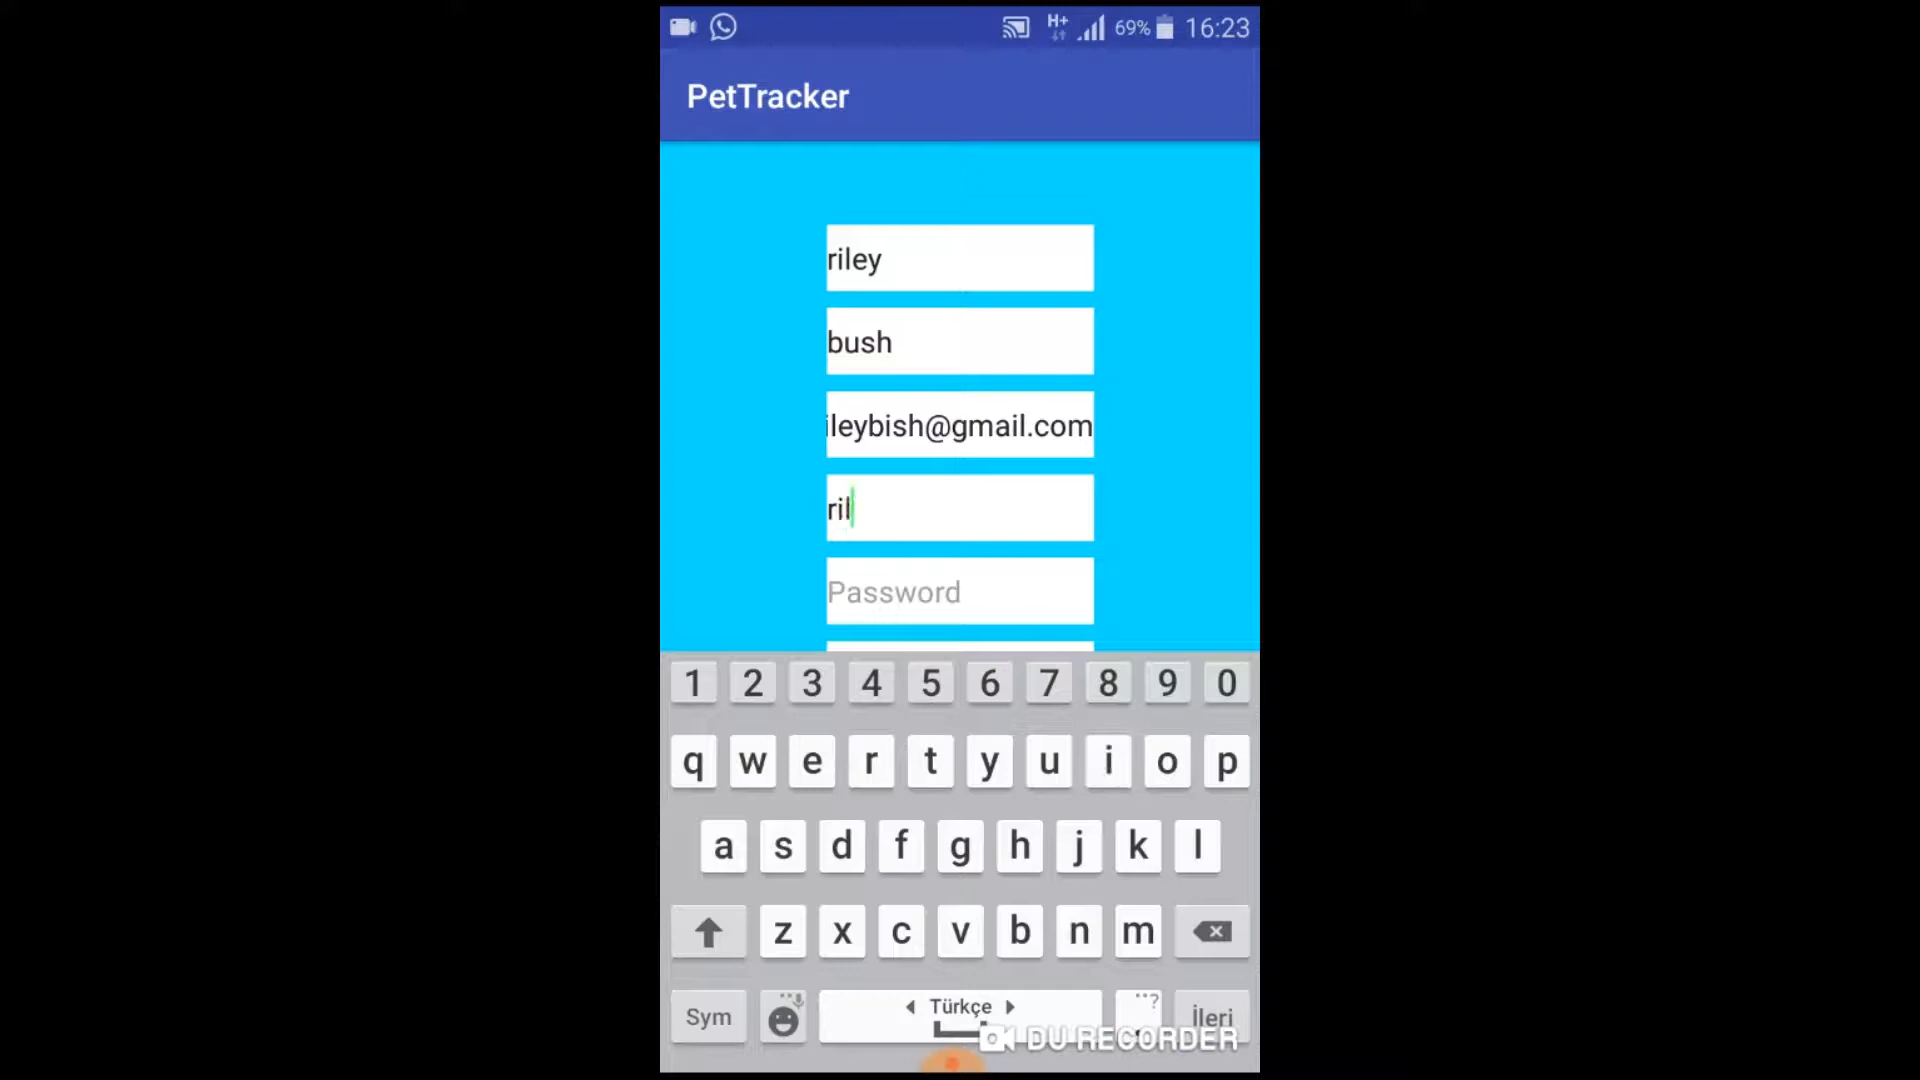 H+ 69% 16:23
PetTracker
riley
bush
ileybish@gmail.com
ril
Password
1 2 3 4 5 6 7 8 9 0
q w e r t y u i o p
a s d f g h j k l
z x c v b n m
Sym Türkçe ...? İleri
DU RECORDER